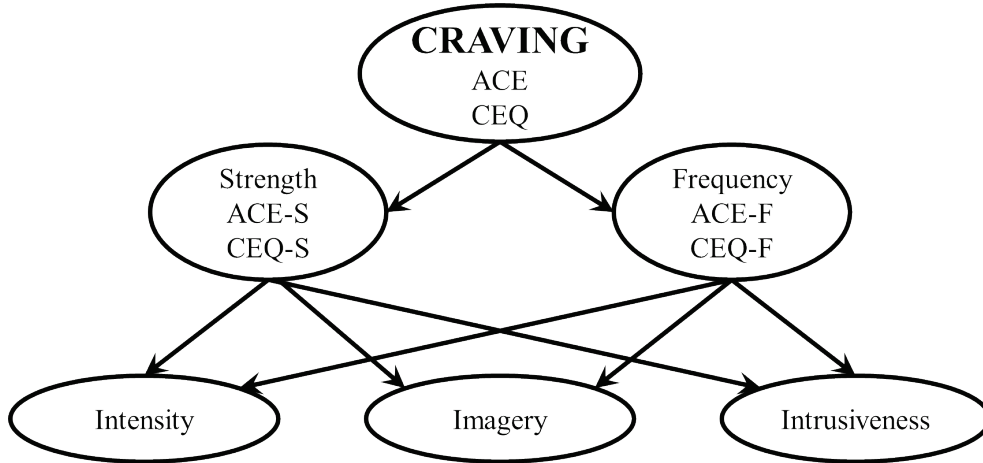 CRAVING
ACE
CEQ
Strength
ACE-S
CEQ-S
Frequency
ACE-F
CEQ-F
Intensity
Imagery
Intrusiveness